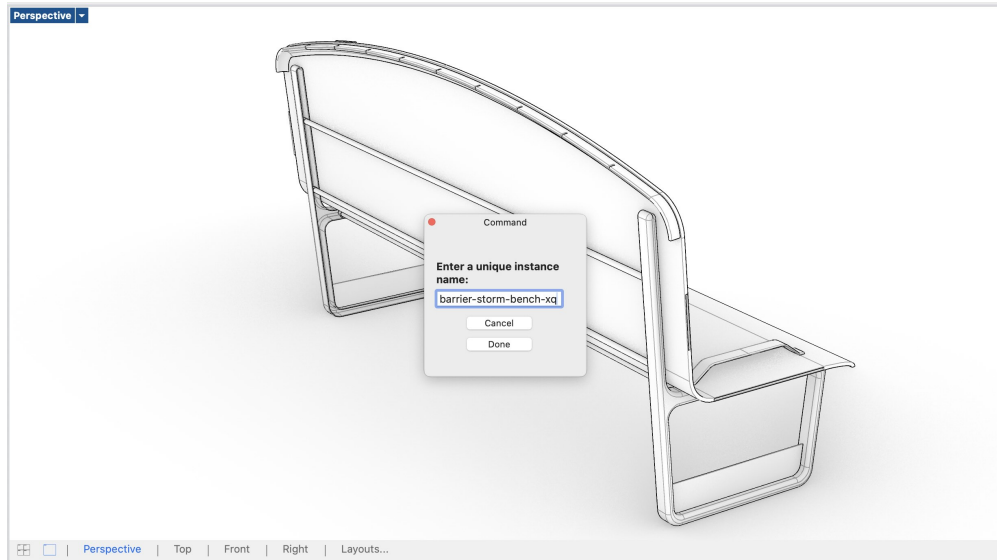 Perspective
Command
Enter a unique instance
name:
barrier-storm-bench-xq
Cancel
Done
Perspective | Top | Front | Right | Layouts...